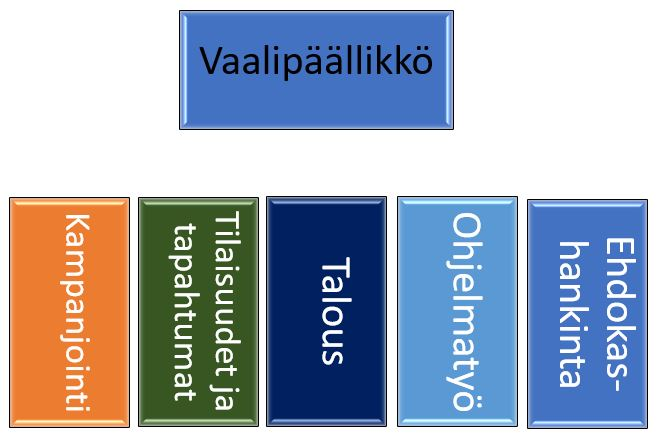 Vaalipäällikkö
Kampanjointi
Tilaisuudet ja
tapahtumat
Talous
Ohjelmatyö
Ehdokas-
hankinta